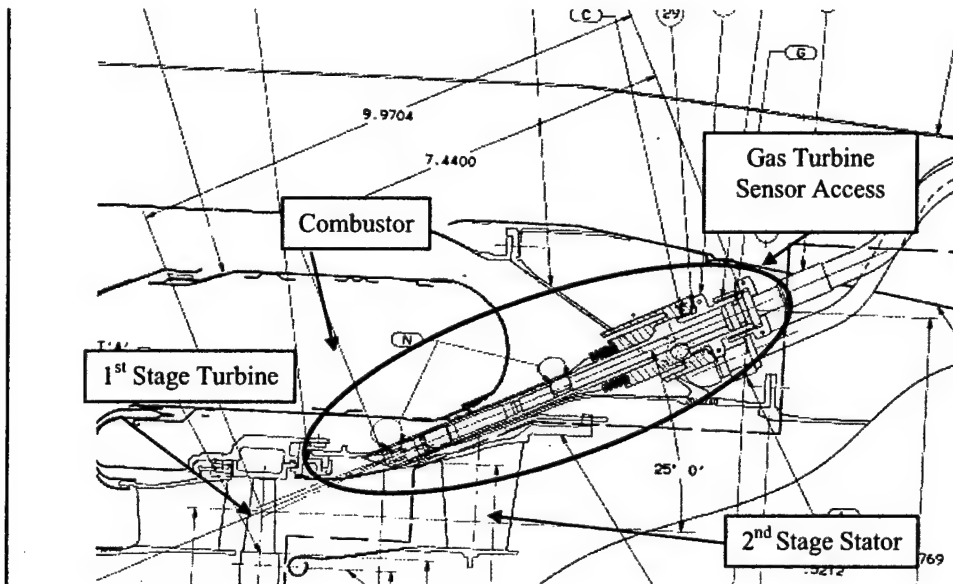 C
29
G
9.9704
7.4400
Gas Turbine
Sensor Access
Combustor
N
1st Stage Turbine
25° 0'
2nd Stage Stator
769